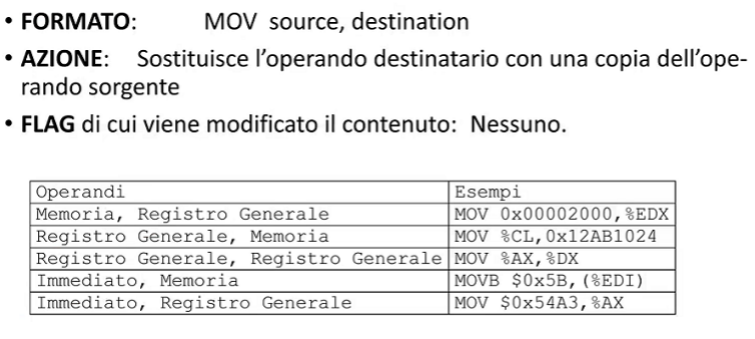 • FORMATO: MOV source, destination
• AZIONE: Sostituisce l'operando destinatario con una copia dell'ope-
rando sorgente
• FLAG di cui viene modificato il contenuto: Nessuno.
Operandi Esempi
Memoria, Registro Generale MOV 0x00002000,%EDX
Registro Generale, Memoria MOV %CL,0x12AB1024
Registro Generale, Registro Generale MOV %AX,%DX
Immediato, Memoria MOVB $0x5B,(%EDI)
Immediato, Registro Generale MOV $0x54A3,%AX